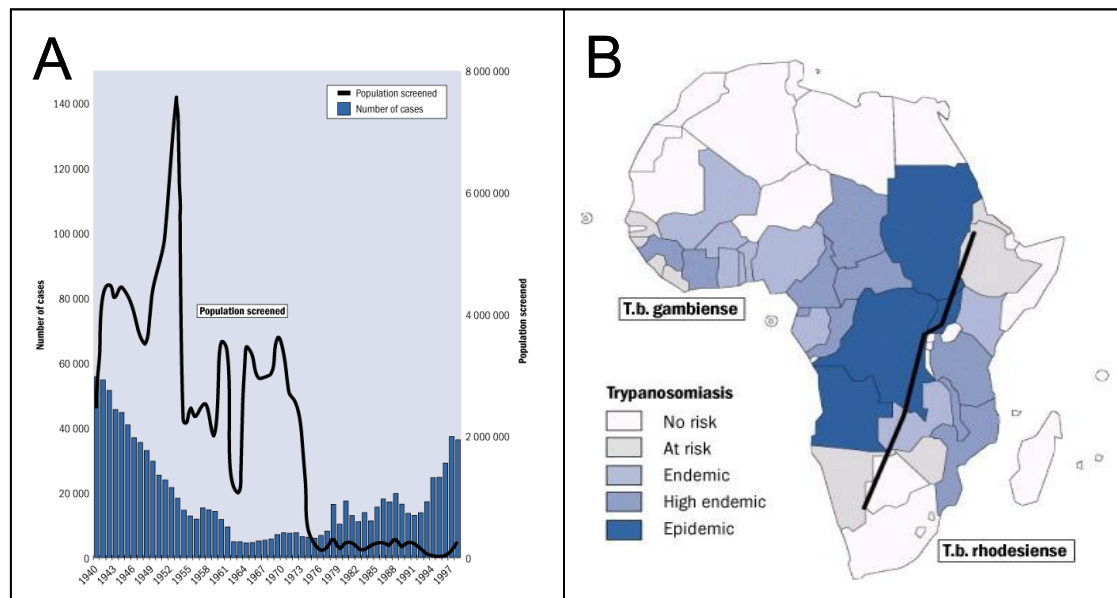 A
140 000
120 000
100 000
80 000
60 000
40 000
20 000
0
Number of cases
Population screened
Number of cases
Population screened
8 000 000
6 000 000
4 000 000
2 000 000
0
Population screened
1940
1943
1946
1949
1952
1955
1958
1961
1964
1967
1970
1973
1976
1979
1982
1985
1988
1991
1994
1997
B
T.b. gambiense
Trypanosomiasis
No risk
At risk
Endemic
High endemic
Epidemic
T.b. rhodesiense